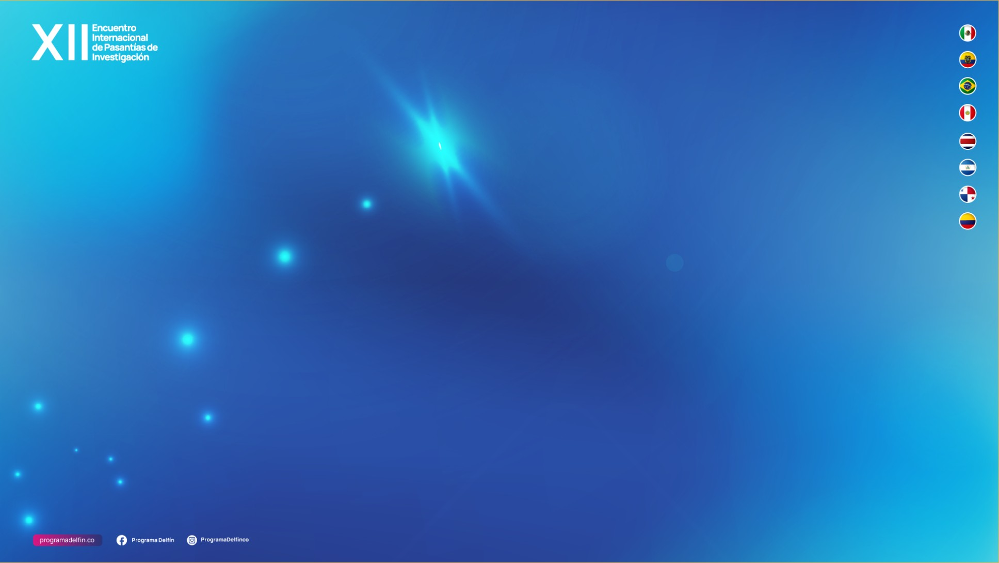 XII
Encuentro
Internacional
de Pasantías de
Investigación
programadelfin.co
Programa Delfín
ProgramaDelfinco